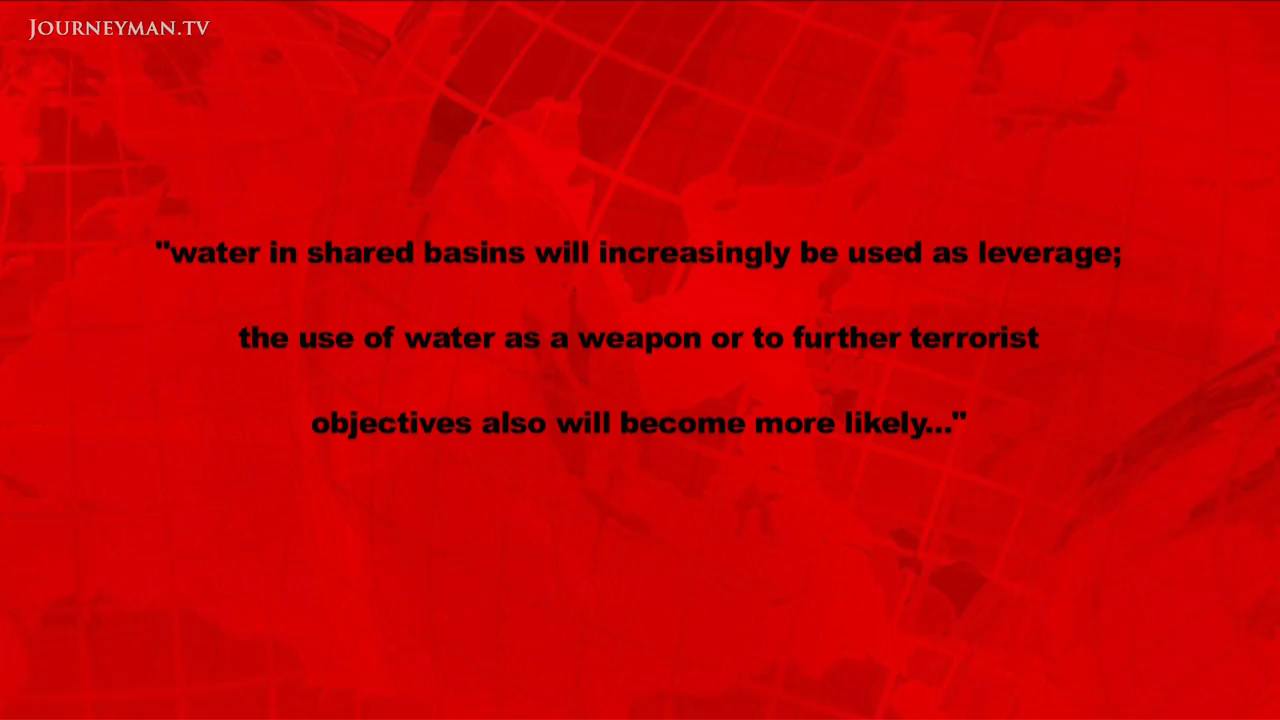 JOURNEYMAN.TV
"water in shared basins will increasingly be used as leverage;
the use of water as a weapon or to further terrorist
objectives also will become more likely..."